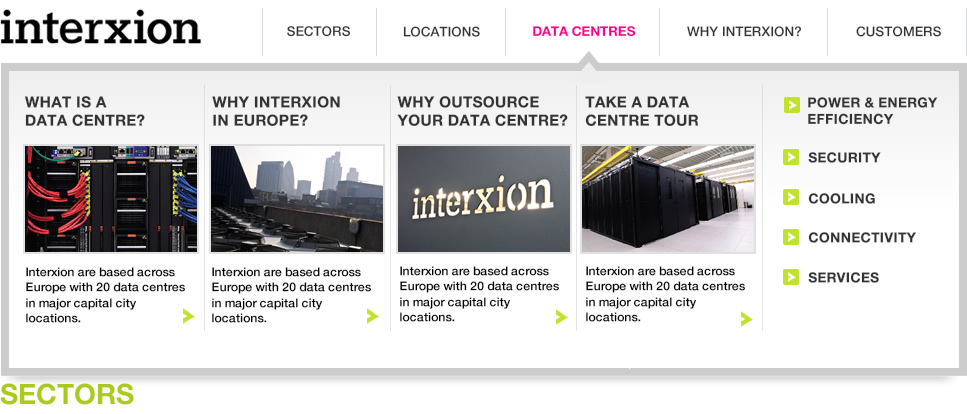 interxion
SECTORS
LOCATIONS
DATA CENTRES
WHY INTERXION?
CUSTOMERS
WHAT IS A
DATA CENTRE?
Interxion are based across
Europe with 20 data centres
in major capital city
locations.
WHY INTERXION
IN EUROPE?
Interxion are based across
Europe with 20 data centres
in major capital city
locations.
WHY OUTSOURCE
YOUR DATA CENTRE?
interxion
Interxion are based across
Europe with 20 data centres
in major capital city
locations.
TAKE A DATA
CENTRE TOUR
Interxion are based across
Europe with 20 data centres
in major capital city
locations.
POWER & ENERGY
EFFICIENCY
SECURITY
COOLING
CONNECTIVITY
SERVICES
SECTORS